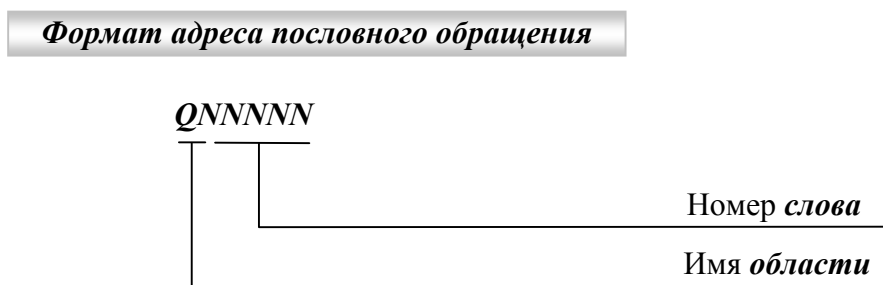 Формат адреса пословного обращения
QNNNNN
Номер слова
Имя области